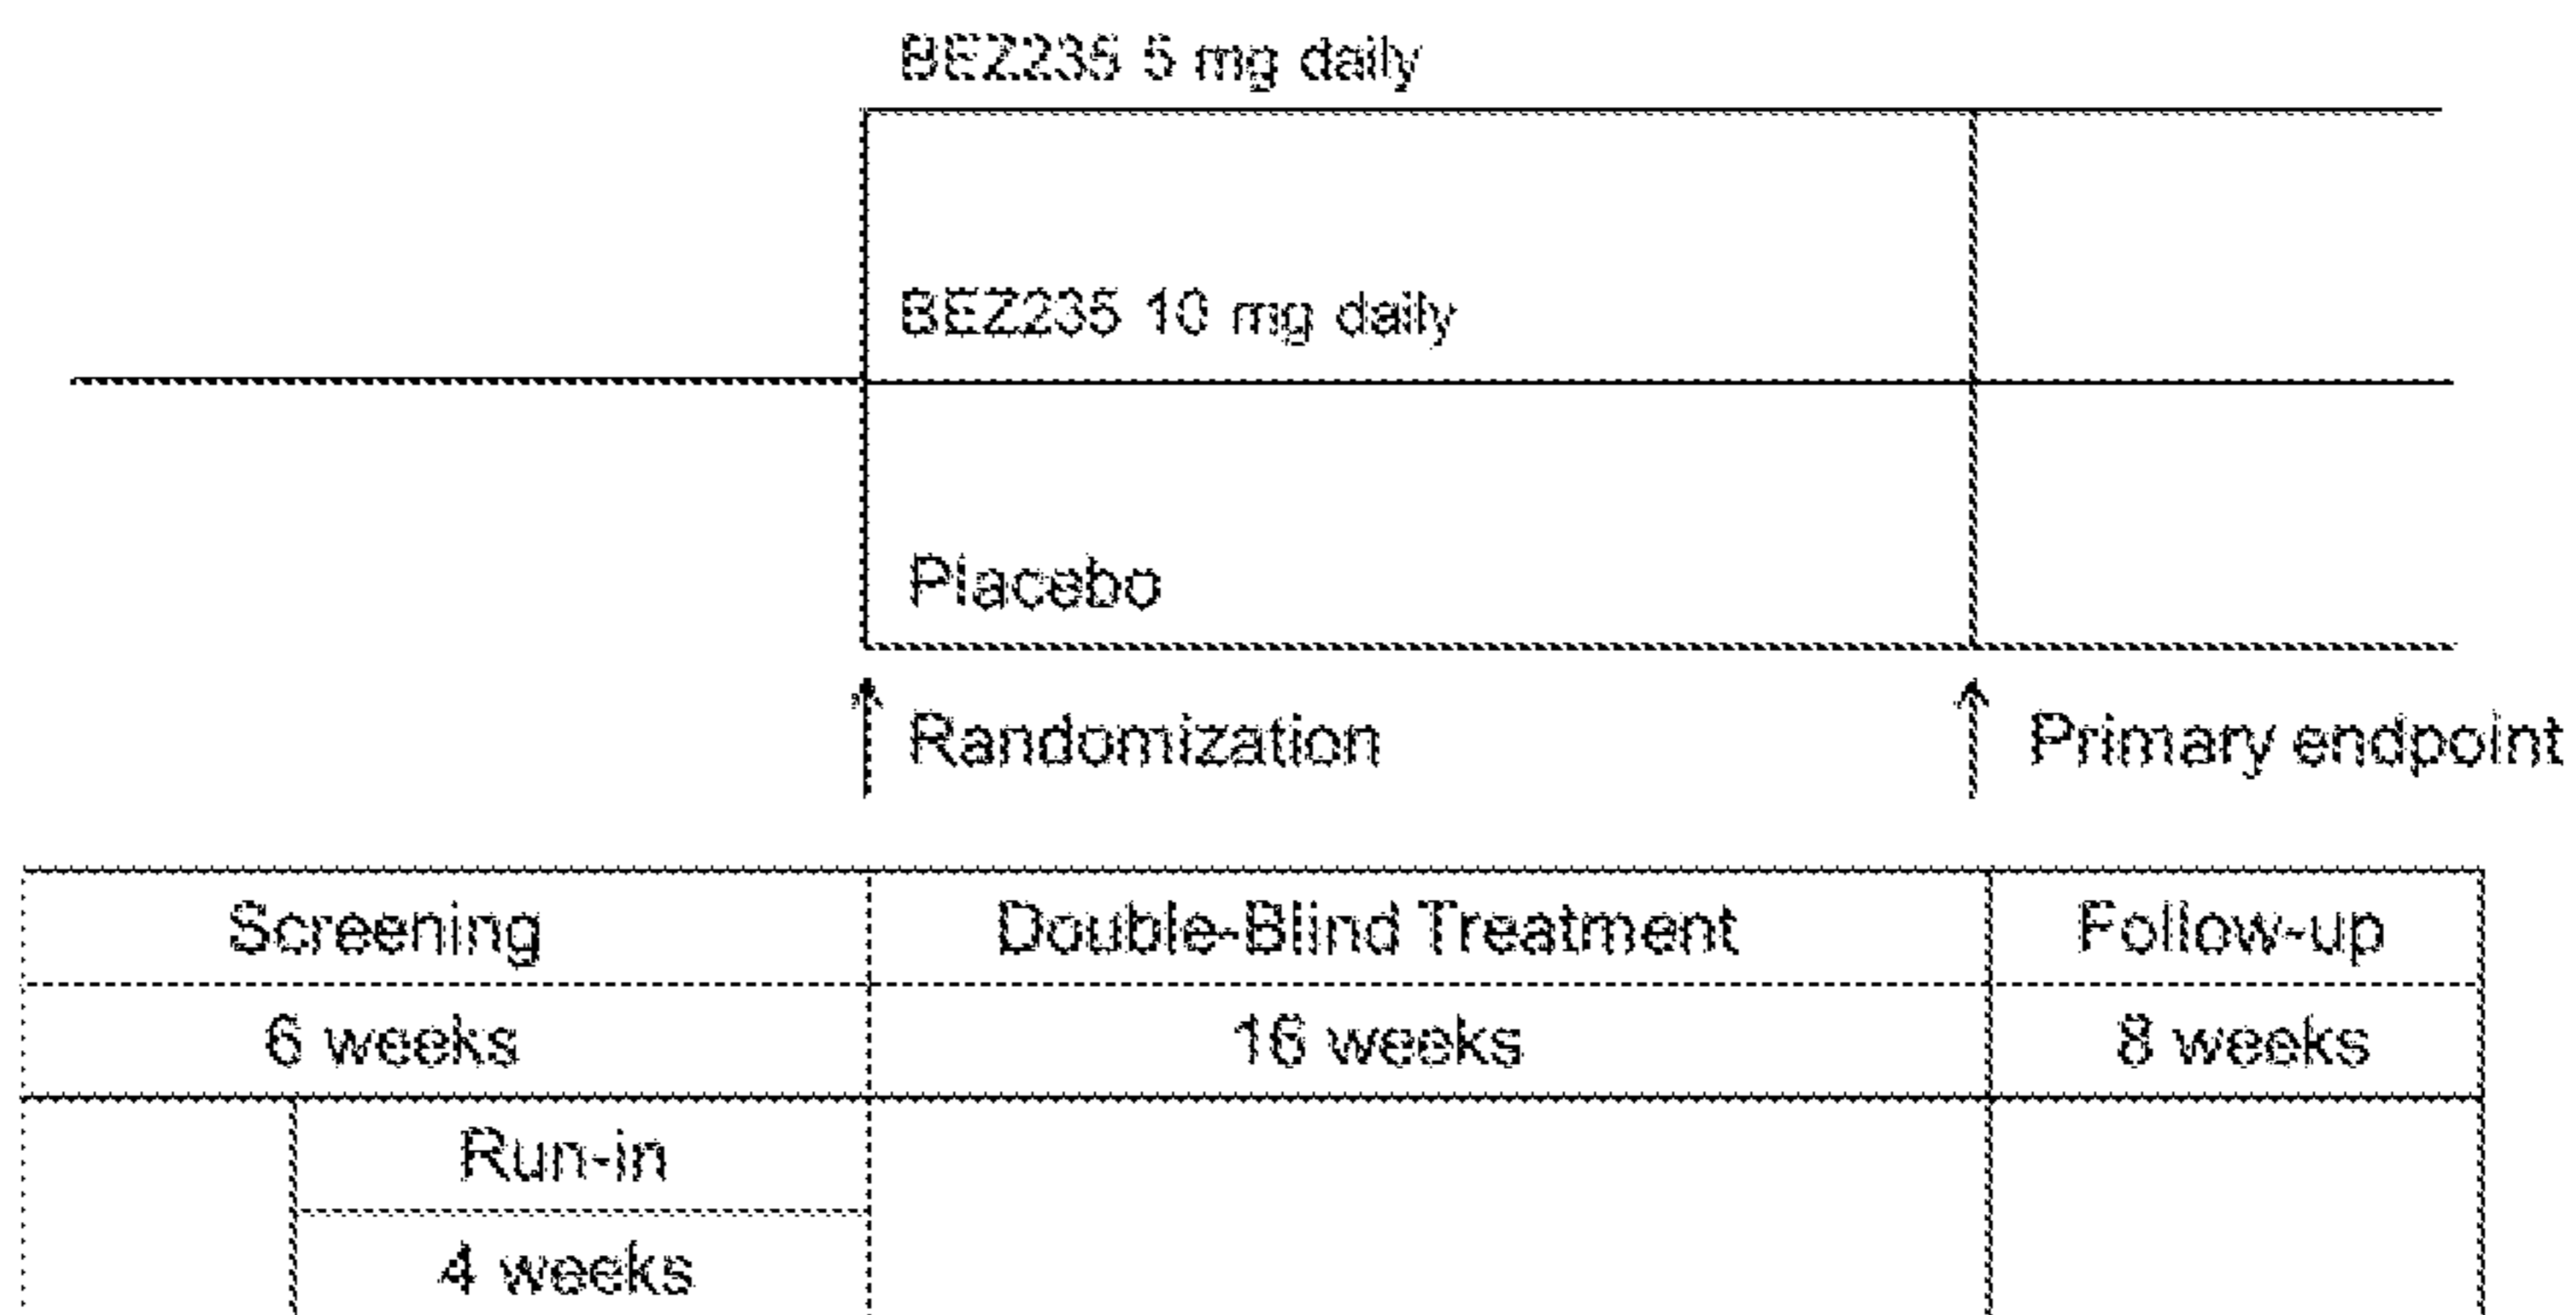 BEZ235 5 mg daily
BEZ235 10 mg daily
Placebo
Randomization
Primary endpoint
Screening
Double-Blind Treatment
Follow-up
6 weeks
16 weeks
8 weeks
Run-in
4 weeks